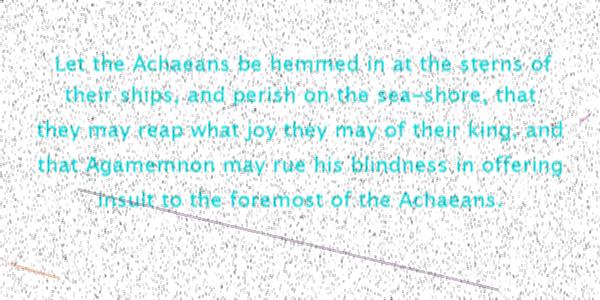 Let the Achaeans be hemmed in at the sterns of
their ships, and perish on the sea-shore, that
they may reap what joy they may of their king, and
that Agamemnon may rue his blindness in offering
insult to the foremost of the Achaeans.